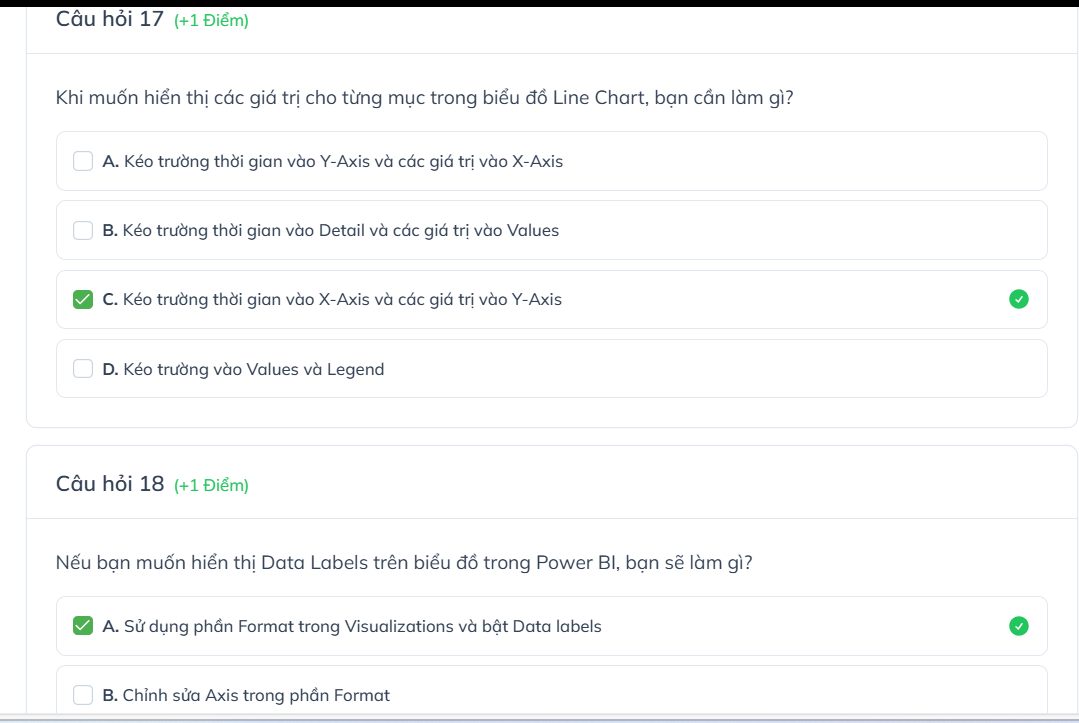 Câu hỏi 17 (+1 Điểm)
Khi muốn hiển thị các giá trị cho từng mục trong biểu đồ Line Chart, bạn cần làm gì?
A. Kéo trường thời gian vào Y-Axis và các giá trị vào X-Axis
B. Kéo trường thời gian vào Detail và các giá trị vào Values
C. Kéo trường thời gian vào X-Axis và các giá trị vào Y-Axis
D. Kéo trường vào Values và Legend
Câu hỏi 18 (+1 Điểm)
Nếu bạn muốn hiển thị Data Labels trên biểu đồ trong Power BI, bạn sẽ làm gì?
A. Sử dụng phần Format trong Visualizations và bật Data labels
B. Chỉnh sửa Axis trong phần Format